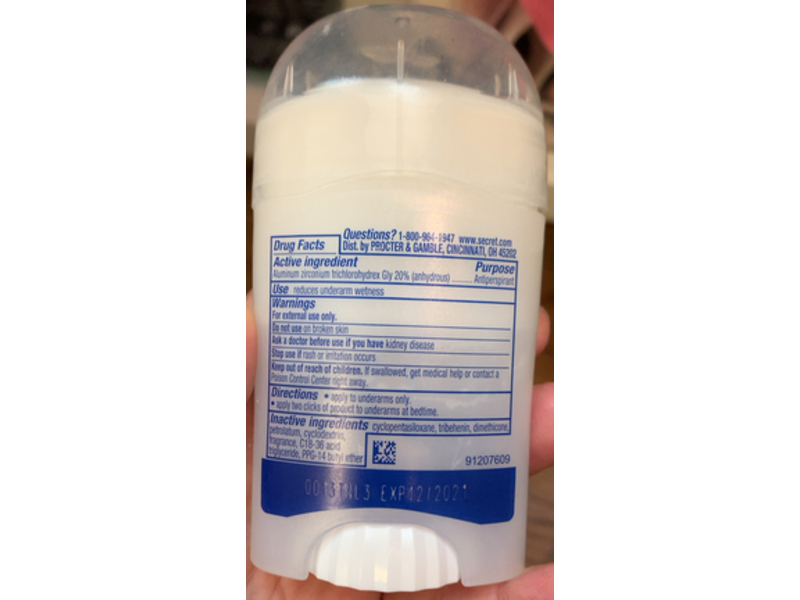 Questions? 1-800-964-1947 www.secret.com
Drug Facts Dist. by PROCTER & GAMBLE, CINCINNATI, OH 45202
Active ingredient Purpose
Aluminum zirconium trichlorohydrex Gly 20% (anhydrous) ........ Antiperspirant
Use reduces underarm wetness
Warnings
For external use only.
Do not use on broken skin
Ask a doctor before use if you have kidney disease
Stop use if rash or irritation occurs
Keep out of reach of children. If swallowed, get medical help or contact a
Poison Control Center right away.
Directions • apply to underarms only.
• apply two clicks of product to underarms at bedtime.
Inactive ingredients cyclopentasiloxane, tribehenin, dimethicone,
petrolatum, cyclodextrin,
fragrance, C18-36 acid
triglyceride, PPG-14 butyl ether
91207609
EXP12/2021